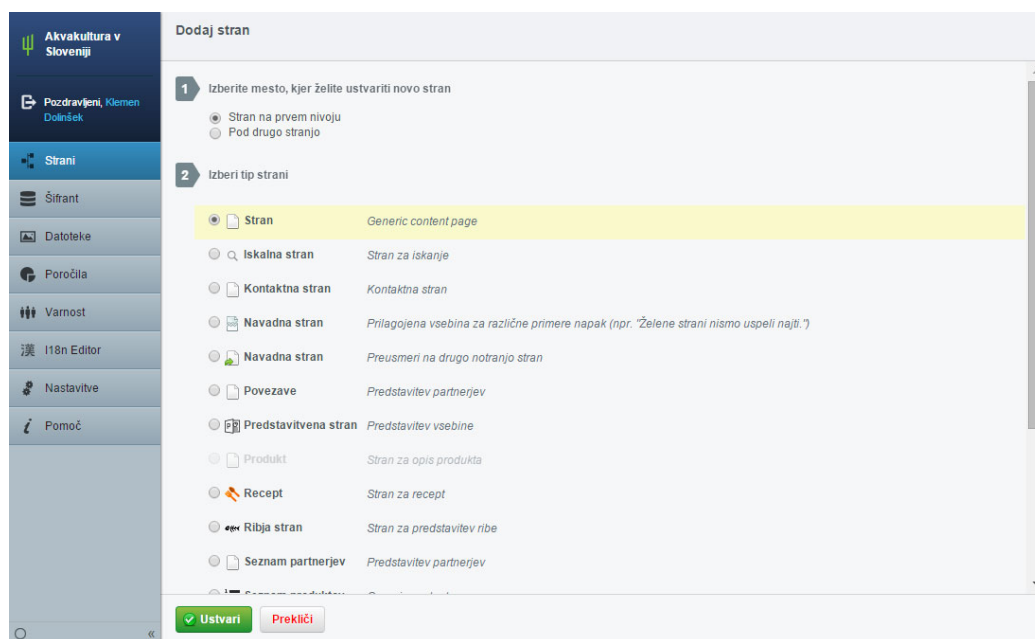 Akvakultura v
Sloveniji
Pozdravljeni, Klemen
Dolinšek
Strani
Šifrant
Datoteke
Poročila
Varnost
漢 I18n Editor
Nastavitve
Pomoč
«
Dodaj stran
1 Izberite mesto, kjer želite ustvariti novo stran
Stran na prvem nivoju
Pod drugo stranjo
2 Izberi tip strani
Stran Generic content page
Iskalna stran Stran za iskanje
Kontaktna stran Kontaktna stran
Navadna stran Prilagojena vsebina za različne primere napak (npr. "Želene strani nismo uspeli najti.")
Navadna stran Preusmeri na drugo notranjo stran
Povezave Predstavitev partnerjev
Predstavitvena stran Predstavitev vsebine
Produkt Stran za opis produkta
Recept Stran za recept
Ribja stran Stran za predstavitev ribe
Seznam partnerjev Predstavitev partnerjev
Seznam produktov
Ustvari Prekliči